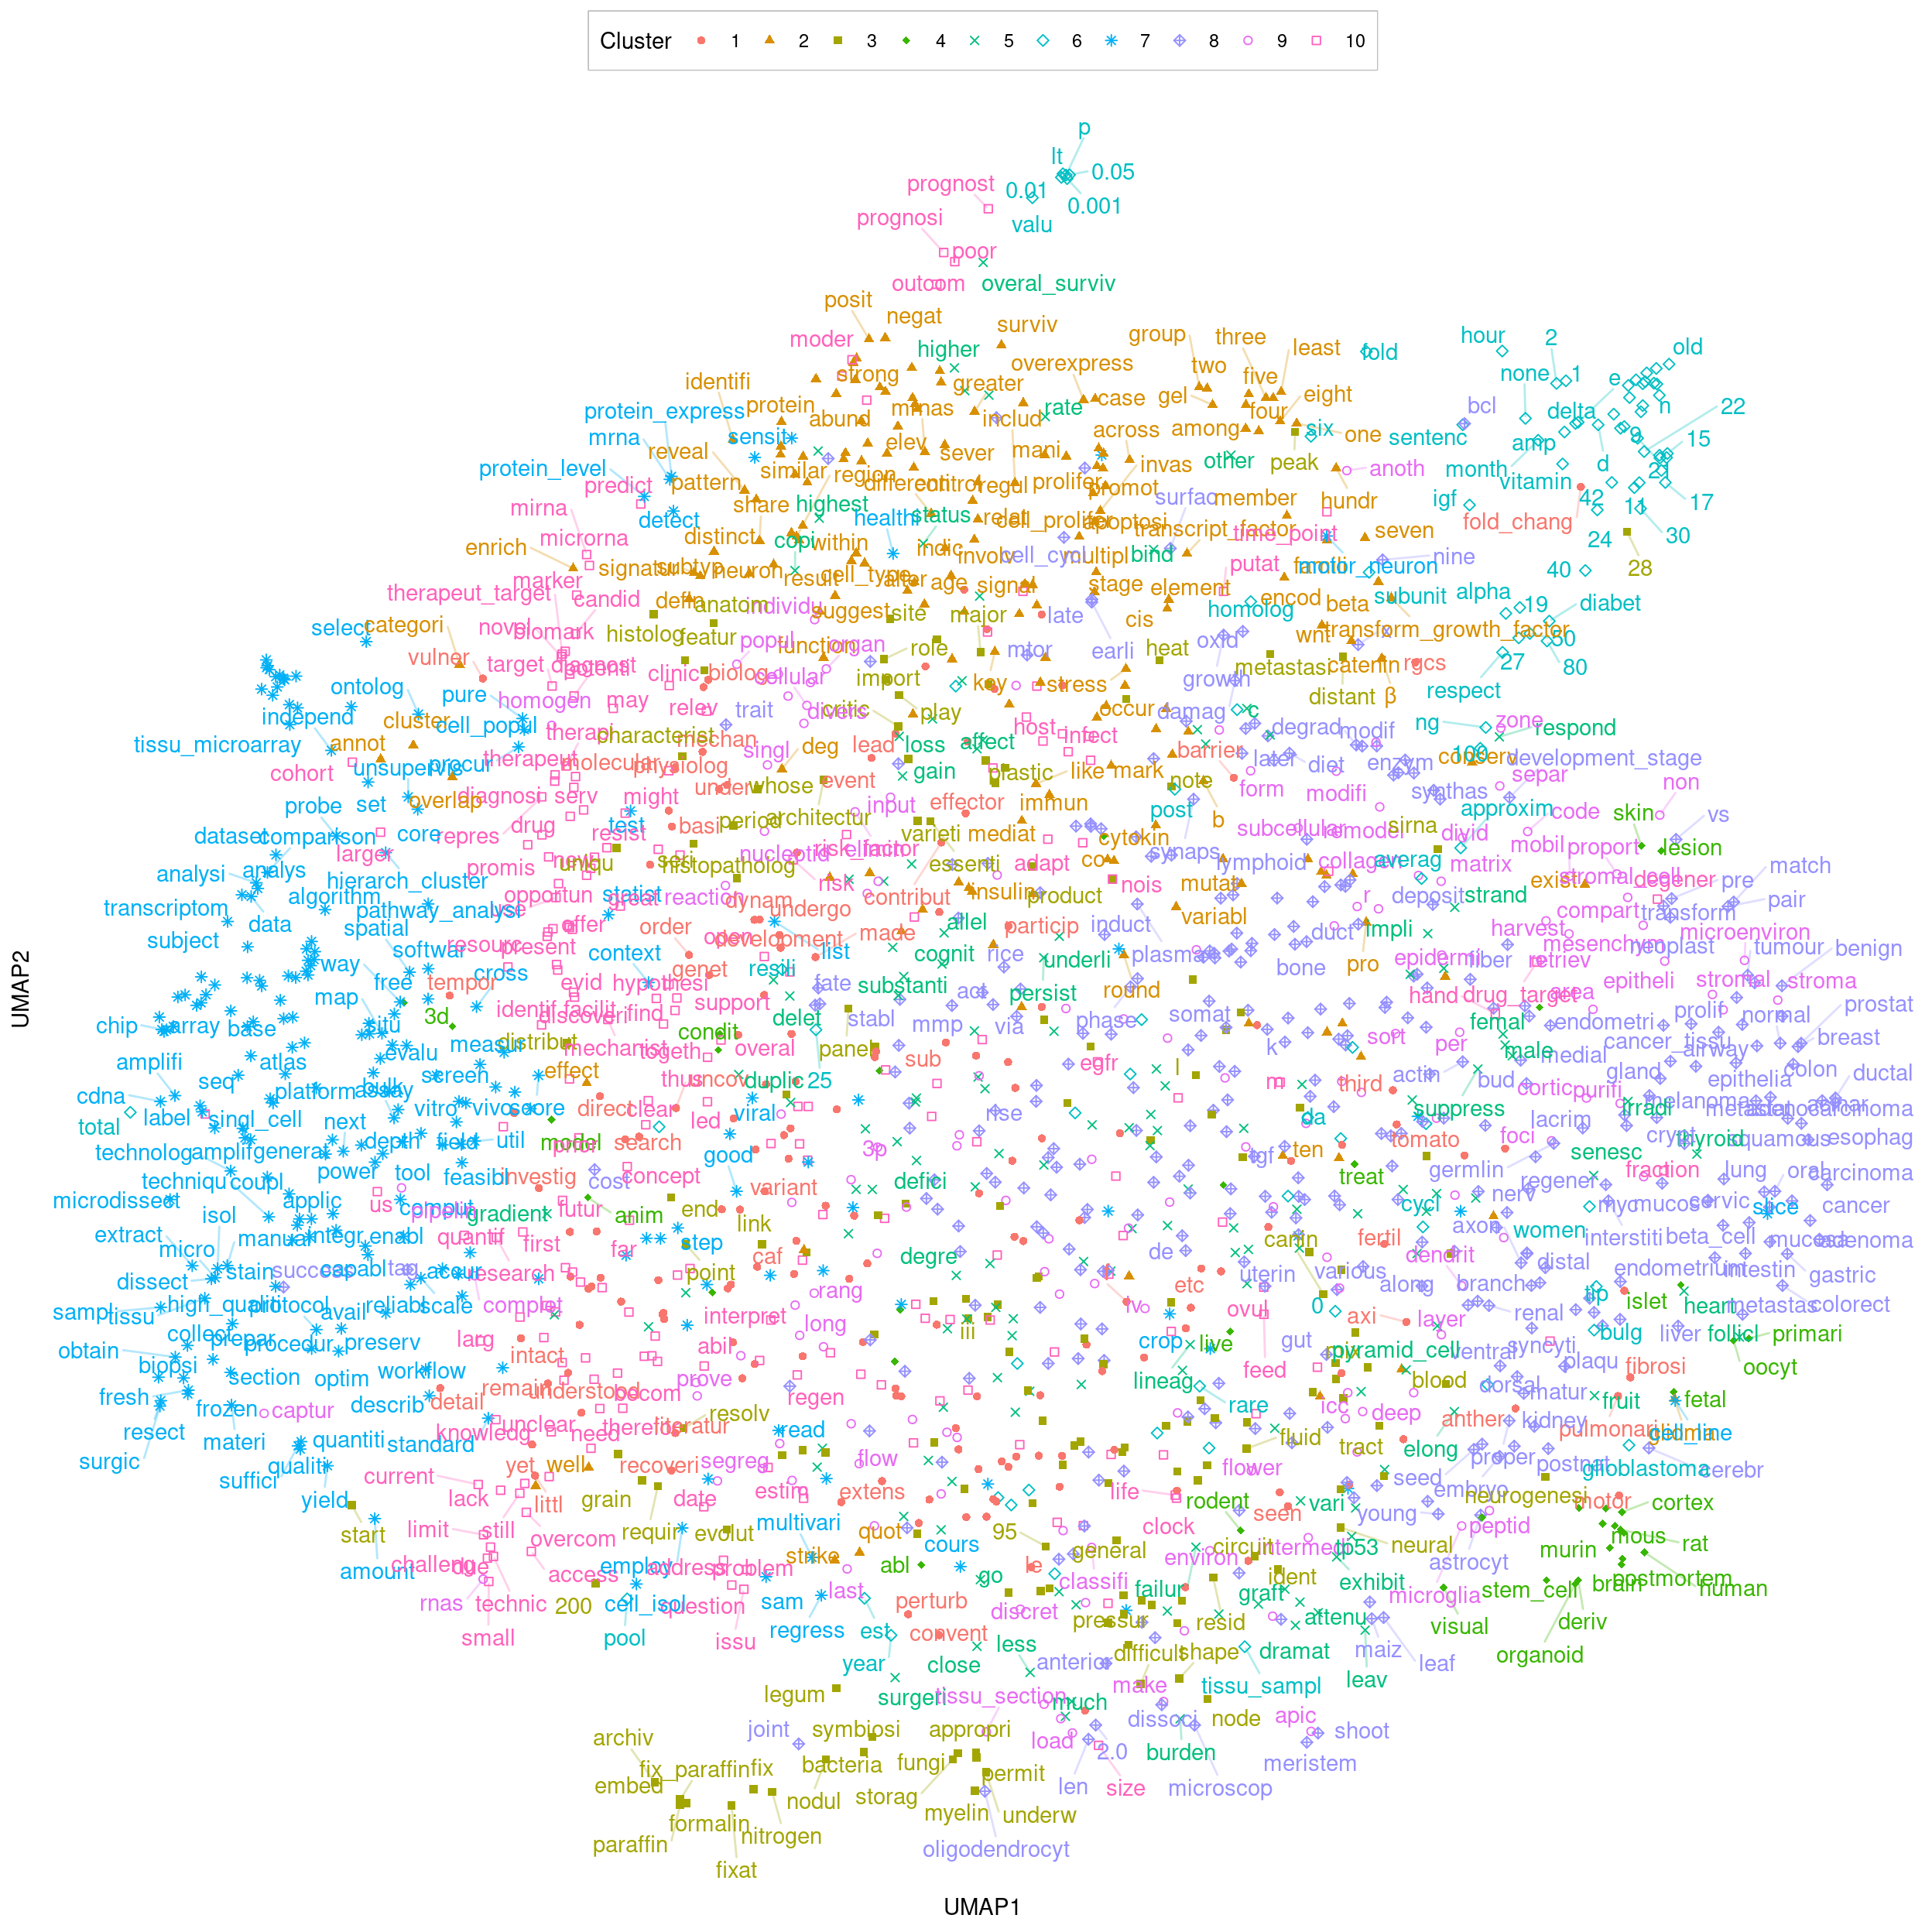 Cluster 1 2 3 4 5 6 7 8 9 10
p
lt
0.05
prognost
0.01
0.001
prognosi
valu
poor
outcom
overal_surviv
posit
negat
surviv
group
three
least
hour
2
old
moder
higher
overexpress
two
fold
none
1
e
identifi
strong
greater
five
protein
case
gel
eight
bcl
delta
n
22
protein_express
abund
includ
rate
four
mrna
sensit
elev
across
among
six
one
sentenc
amp
15
reveal
sever
mani
invas
other
peak
anoth
month
d
protein_level
similar
region
vitamin
predict
pattern
regul
prolifer
promot
surfac
member
hundr
igf
42
11
17
share
highest
mirna
detect
health
status
relat
cell_prolifer
apoptosi
transcript_factor
seven
fold_chang
30
microrna
distinct
copi
within
indic
involv
cell_cycl
multipl
bind
time_point
nine
24
enrich
signatur
subtyp
neuron
result
cell_type
alter
age
signal
stage
element
putat
motor_neuron
40
28
marker
therapeut_target
candid
defin
anatom
individu
suggest
site
major
late
homolog
encod
beta
subunit
alpha
19
diabet
select
categori
novel
biomark
histolog
featur
popul
function
organ
role
mtor
cis
earli
heat
oxid
wnt
transform_growth_factor
50
vulner
target
diagnost
potenti
clinic
biolog
cellular
import
key
stress
metastasi
catenin
rgcs
27
80
ontolog
pure
homogen
may
relev
trait
divers
critic
play
occur
growth
distant
β
respect
independ
cluster
cell_popul
therapi
characterist
mechan
singl
deg
lead
loss
affect
host
infect
damag
c
degrad
modif
ng
zone
respond
tissu_microarray
annot
procur
therapeut
molecular
physiolog
gain
plastic
like
mark
barrier
later
diet
enzym
conserv
100
development_stage
cohort
unsupervis
overlap
diagnosi
serv
might
under
whose
event
input
effector
immun
note
form
modifi
synthas
separ
non
probe
set
drug
test
basi
period
architectur
varieti
mediat
post
b
subcellular
remodel
sirna
approxim
code
skin
dataset
comparison
core
repres
resist
seri
nucleotid
risk_factor
cytokin
divid
mobil
proport
lesion
vs
larger
promis
uniqu
histopatholog
essenti
adapt
co
synaps
lymphoid
collagen
averag
matrix
stromal_cell
degener
match
analysi
analys
hierarch_cluster
opportun
statist
reaction
risk
contribut
insulin
nois
product
mutat
r
deposit
strand
exist
pre
transcriptom
algorithm
data
pathway_analysi
use
great
dynam
undergo
variabl
compart
transform
pair
subject
spatial
offer
order
open
development
made
allel
particip
induct
duct
impli
harvest
microenviron
softwar
resourc
present
context
list
cognit
rice
underli
plasma
bone
pro
epiderm
fiber
mesenchym
retriev
neoplast
tumour
benign
way
free
tempor
cross
genet
resili
fate
substanti
act
persist
round
hand
drug_target
area
epitheli
stromal
stroma
map
evid
hypothesi
support
identif
facilit
find
discoveri
prostat
chip
array
base
situ
3d
condit
delet
stabl
mmp
via
phase
somat
femal
endometri
prolif
normal
amplifi
atlas
evalu
measur
distribut
mechanist
togeth
overal
panel
sub
egfr
l
k
sort
per
male
medial
cancer_tissu
airway
breast
seq
platform
bulk
assay
screen
effect
thus
uncov
duplic
25
m
third
actin
bud
cortic
purifi
gland
epithelia
colon
ductal
cdna
label
singl_cell
next
vitro
vivo
score
direct
clear
viral
led
rise
da
suppress
lacrim
irradi
melanoma
adenocarcinoma
total
technolog
amplif
general
depth
field
util
model
prior
search
3p
ten
tomato
foci
crypt
thyroid
squamous
esophag
power
tool
feasibl
investig
cost
concept
good
variant
defici
treat
germlin
senesc
fraction
lung
oral
carcinoma
microdissect
techniqu
coupl
applic
us
pipelin
comput
gradient
futur
anim
end
link
cycl
nerv
regener
myc
mucosa
cervic
slice
cancer
extract
isol
manual
integr
enabl
quantif
first
far
step
caf
degre
de
fertil
axon
women
interstiti
beta_cell
adenoma
micro
dissect
stain
success
capabl
tag
accur
research
point
rang
etc
uterin
various
along
dendrit
branch
distal
endometrium
intestin
gastric
sampl
tissu
high_qualiti
protocol
avail
reliabl
scale
complet
interpret
long
iii
iv
ovul
0
axi
layer
renal
tip
islet
heart
metastas
colorect
obtain
collect
prepar
procedur
preserv
larg
abil
crop
live
gut
pyramid_cell
ventral
syncyti
bulg
liver
follicl
primari
biopsi
section
optim
workflow
intact
prove
feed
plaqu
fibrosi
oocyt
fresh
frozen
captur
describ
detail
remain
understood
becom
regen
lineag
rare
blood
dorsal
matur
fruit
fetal
resect
materi
quantiti
standard
knowledg
unclear
need
therefor
literatur
resolv
read
icc
deep
anther
kidney
pulmonari
surgic
suffici
qualiti
current
yet
well
recoveri
segreg
flow
fluid
tract
elong
proper
postnat
glioblastoma
cerebr
yield
lack
littl
grain
date
estim
extens
life
flower
seed
embryo
neurogenesi
start
limit
still
overcom
requir
evolut
multivari
quot
95
clock
rodent
seen
vari
young
peptid
motor
cortex
amount
challeng
due
access
employ
address
problem
strike
abl
cours
general
environ
circuit
tp53
neural
astrocyt
murin
mous
rat
rnas
technic
200
cell_isol
question
sam
last
le
go
classifi
failur
graft
ident
exhibit
microglia
stem_cell
brain
postmortem
human
small
pool
issu
regress
est
perturb
convent
discret
pressur
resid
attenu
visual
deriv
year
close
less
anterior
difficult
shape
dramat
maiz
leaf
organoid
legum
surgeri
tissu_section
much
make
tissu_sampl
leav
archiv
joint
symbiosi
appropri
load
dissoci
node
apic
shoot
embed
fix_paraffin
fix
bacteria
fungi
permit
2.0
burden
meristem
nodul
storag
myelin
underw
len
size
microscop
paraffin
formalin
nitrogen
oligodendrocyt
fixat
UMAP1
UMAP2